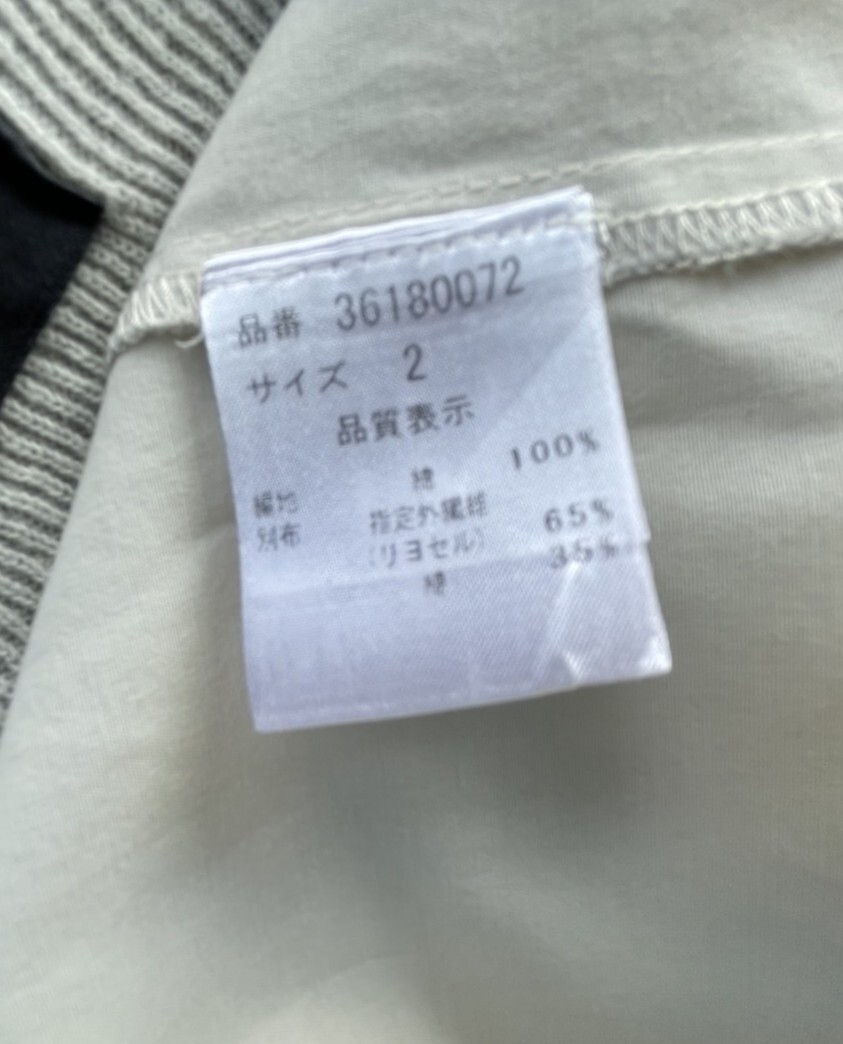 品番 36180072
サイズ 2
品質表示
編地 綿 100%
別布 指定外繊維 65%
(リヨセル)
綿 35%